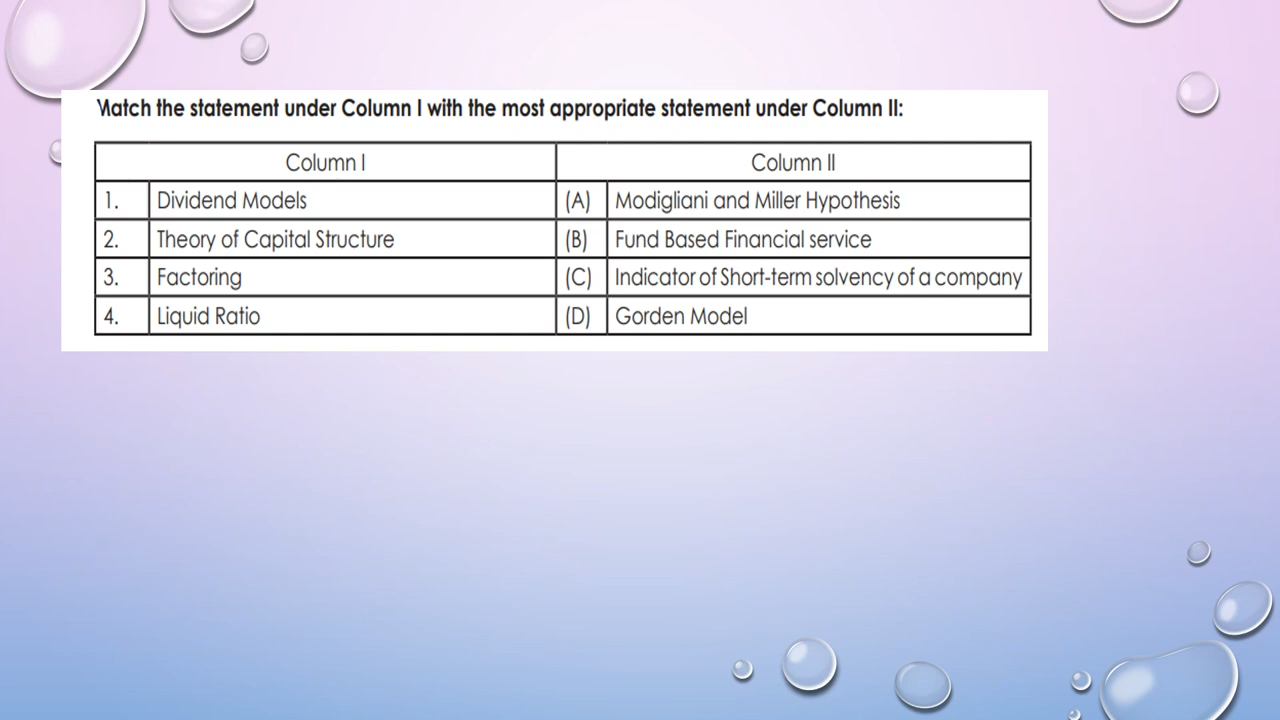 Match the statement under Column I with the most appropriate statement under Column II:
Column I Column II
1. Dividend Models (A) Modigliani and Miller Hypothesis
2. Theory of Capital Structure (B) Fund Based Financial service
3. Factoring (C) Indicator of Short-term solvency of a company
4. Liquid Ratio (D) Gorden Model